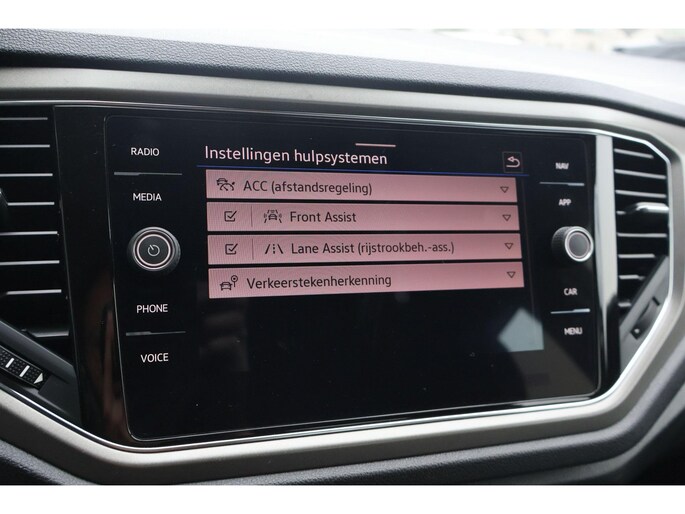 RADIO
MEDIA
PHONE
VOICE
Instellingen hulpsystemen
ACC (afstandsregeling)
Front Assist
Lane Assist (rijstrookbeh.-ass.)
Verkeerstekenherkenning
NAV
APP
CAR
MENU